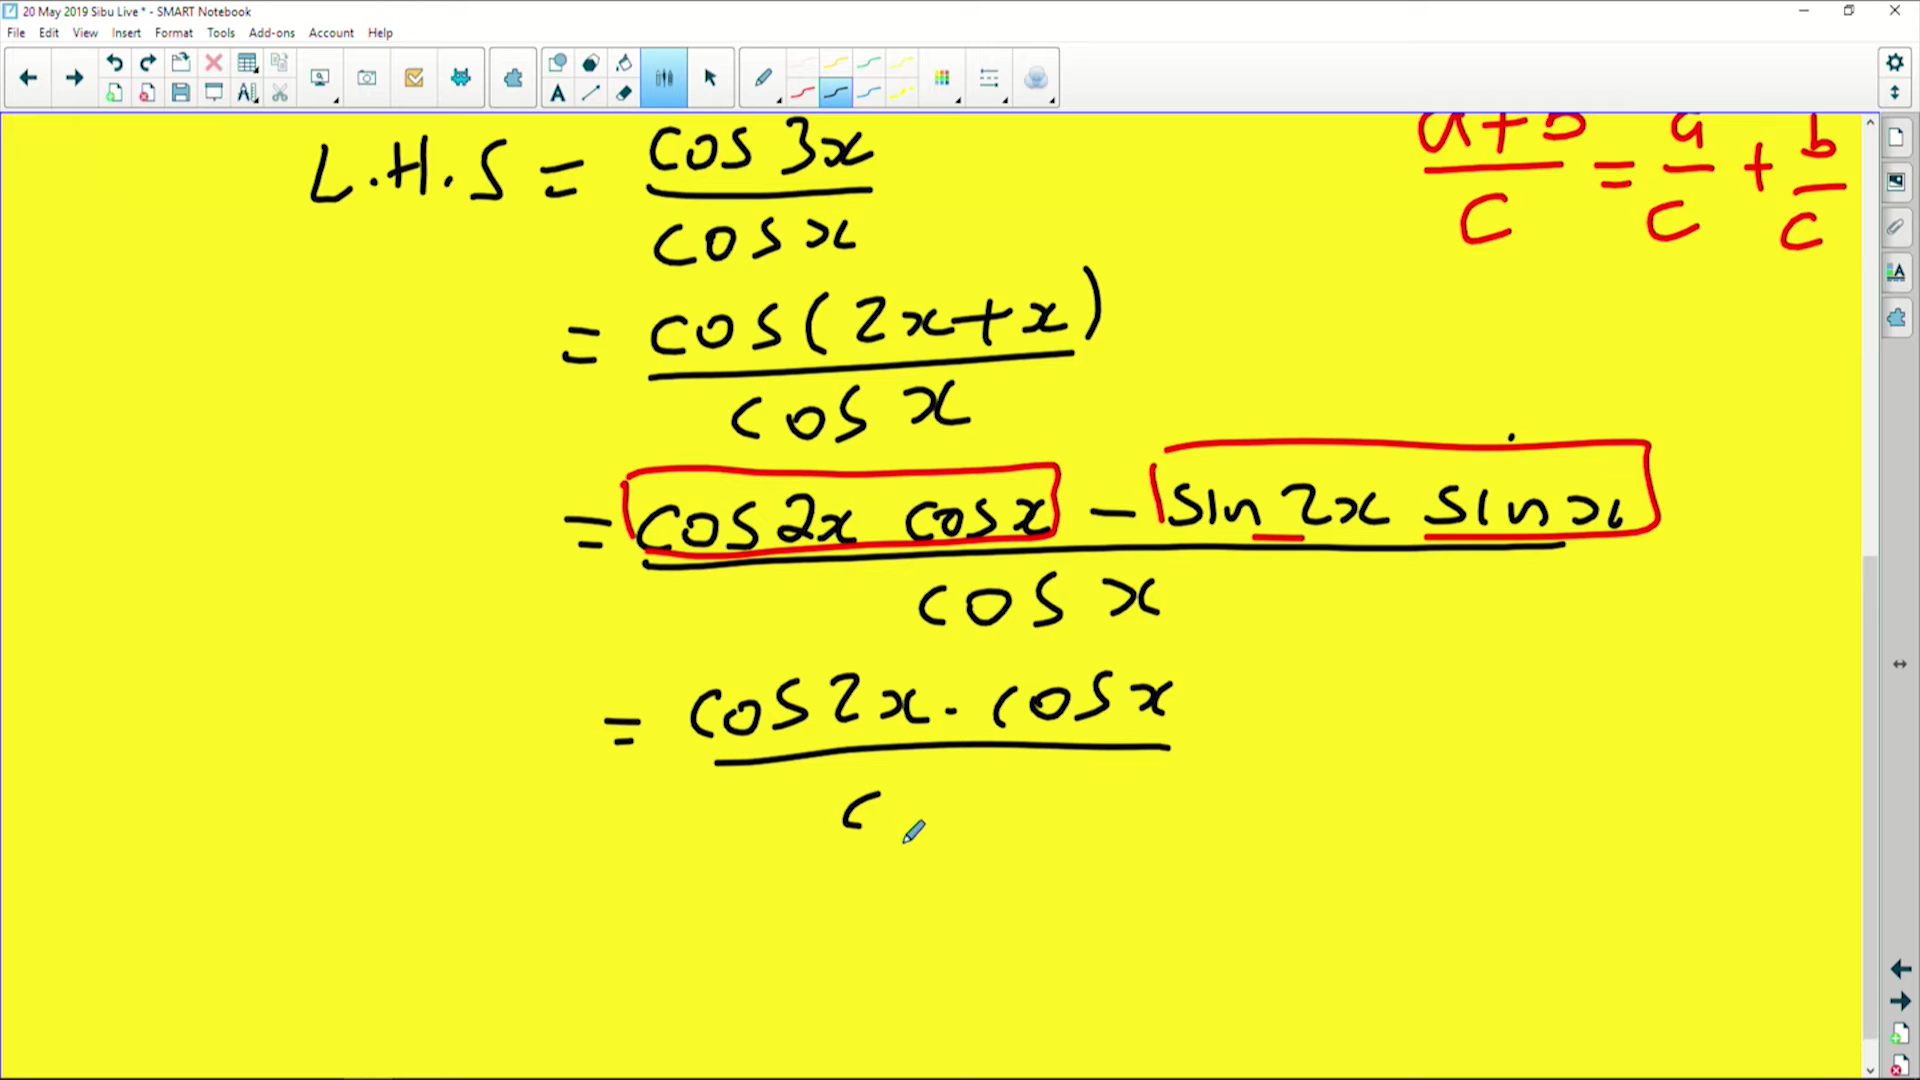 20 May 2019 Sibu Live * - SMART Notebook
File Edit View Insert Format Tools Add-ons Account Help
L.H.S = cos 3x
cos x
= cos(2x+x)
cos x
= cos 2x cos x - sin 2x sin x
cos x
= cos 2x . cos x
c
a+b = a + b
c c c